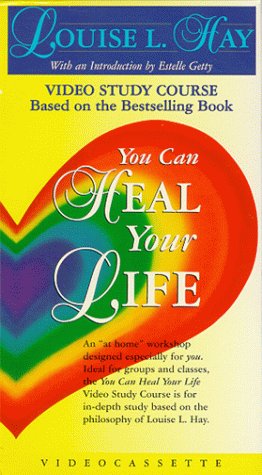 LOUISE L. HAY
With an Introduction by Estelle Getty
VIDEO STUDY COURSE
Based on the Bestselling Book
You Can
HEAL
Your
LIFE
An "at home" workshop
designed especially for you.
Ideal for groups and classes,
the You Can Heal Your Life
Video Study Course is for
in-depth study based on the
philosophy of Louise L. Hay.
VIDEOCASSETTE